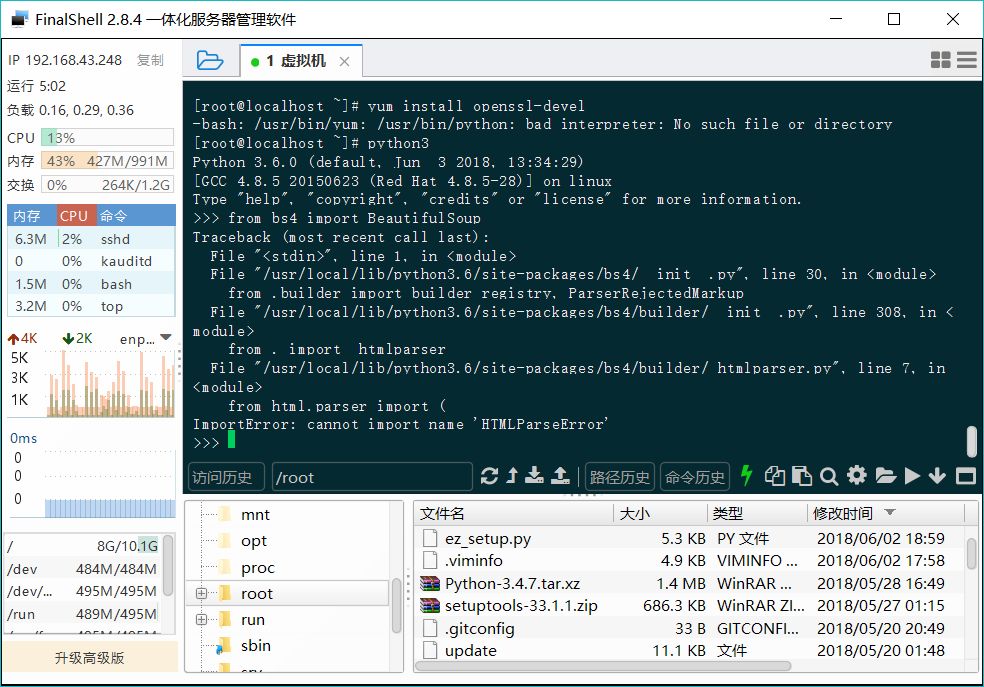 FinalShell 2.8.4 一体化服务器管理软件
IP 192.168.43.248 复制
运行 5:02
负载 0.16, 0.29, 0.36
CPU 13%
内存 43% 427M/991M
交换 0% 264K/1.2G
内存 CPU 命令
6.3M 2% sshd
0 0% kauditd
1.5M 0% bash
3.2M 0% top
4K 2K enp...
5K
3K
1K
0ms
0
0
0
/ 8G/10.1G
/dev 484M/484M
/dev/... 495M/495M
/run 489M/495M
升级高级版
1 虚拟机
[root@localhost ~]# yum install openssl-devel
-bash: /usr/bin/yum: /usr/bin/python: bad interpreter: No such file or directory
[root@localhost ~]# python3
Python 3.6.0 (default, Jun  3 2018, 13:34:29)
[GCC 4.8.5 20150623 (Red Hat 4.8.5-28)] on linux
Type "help", "copyright", "credits" or "license" for more information.
>>> from bs4 import BeautifulSoup
Traceback (most recent call last):
  File "<stdin>", line 1, in <module>
  File "/usr/local/lib/python3.6/site-packages/bs4/__init__.py", line 30, in <module>
    from .builder import builder_registry, ParserRejectedMarkup
  File "/usr/local/lib/python3.6/site-packages/bs4/builder/__init__.py", line 308, in <
module>
    from . import _htmlparser
  File "/usr/local/lib/python3.6/site-packages/bs4/builder/_htmlparser.py", line 7, in
<module>
    from html.parser import (
ImportError: cannot import name 'HTMLParseError'
>>>
访问历史 /root 路径历史 命令历史
mnt
opt
proc
root
run
sbin
文件名 大小 类型 修改时间
ez_setup.py 5.3 KB PY 文件 2018/06/02 18:59
.viminfo 4.9 KB VIMINFO ... 2018/06/02 17:58
Python-3.4.7.tar.xz 1.4 MB WinRAR ... 2018/05/28 16:49
setuptools-33.1.1.zip 686.3 KB WinRAR ZI... 2018/05/27 01:15
.gitconfig 33 B GITCONFI... 2018/05/20 20:49
update 11.1 KB 文件 2018/05/20 01:48